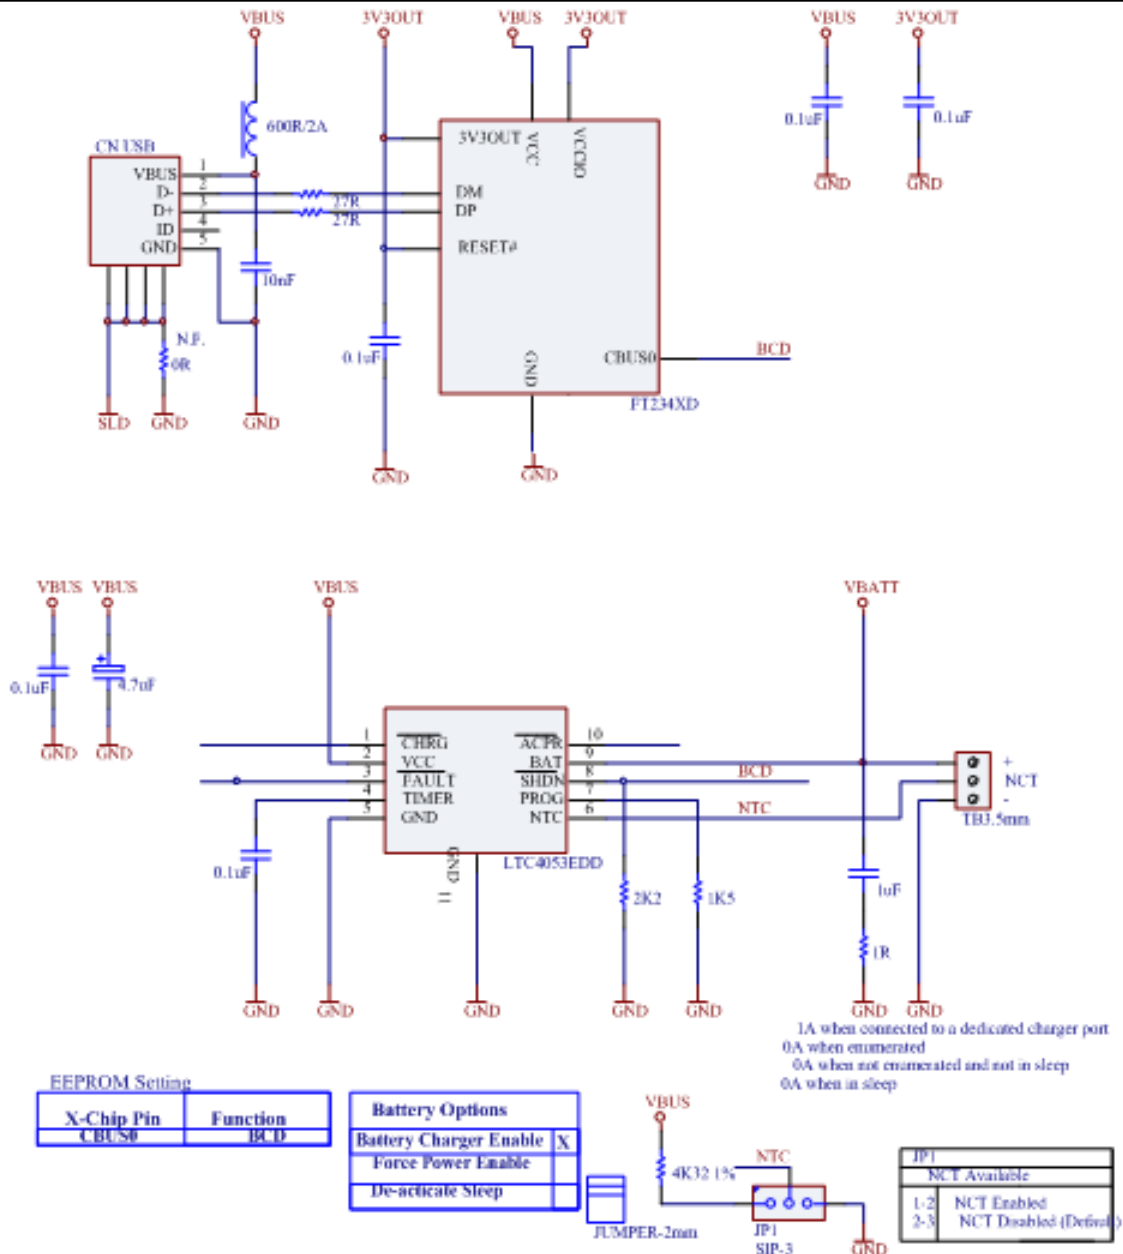 VBUS 3V3OUT VBUS 3V3OUT VBUS 3V3OUT
600R/2A
0.1uF 0.1uF
CN USB
VBUS 1
D- 2
D+ 3
ID 4
GND 5
27R
27R
3V3OUT
VCC
VCCIO
DM
DP
RESET#
GND GND
10nF
N.F.
0R
0.1uF
GND
CBUS0
BCD
FT234XD
SLD GND GND
GND GND
VBUS VBUS VBUS VBATT
0.1uF 4.7uF
GND GND
1 CHRG ACPR 10
2 VCC BAT 9
3 FAULT SHDN 8 BCD
4 TIMER PROG 7
5 GND NTC 6 NTC
+
NCT
-
TB3.5mm
GND
11
LTC4053EDD
0.1uF
2K2 1K5
1uF
1R
GND GND GND GND GND GND GND
1A when connected to a dedicated charger port
0A when enumerated
0A when not enumerated and not in sleep
0A when in sleep
EEPROM Setting
X-Chip Pin Function
CBUS0 BCD
Battery Options
Battery Charger Enable X
Force Power Enable
De-acticate Sleep
JUMPER-2mm
VBUS
4K32 1%
NTC
JP1
SIP-3
GND
JP1
NCT Available
1-2 NCT Enabled
2-3 NCT Disabled (Default)